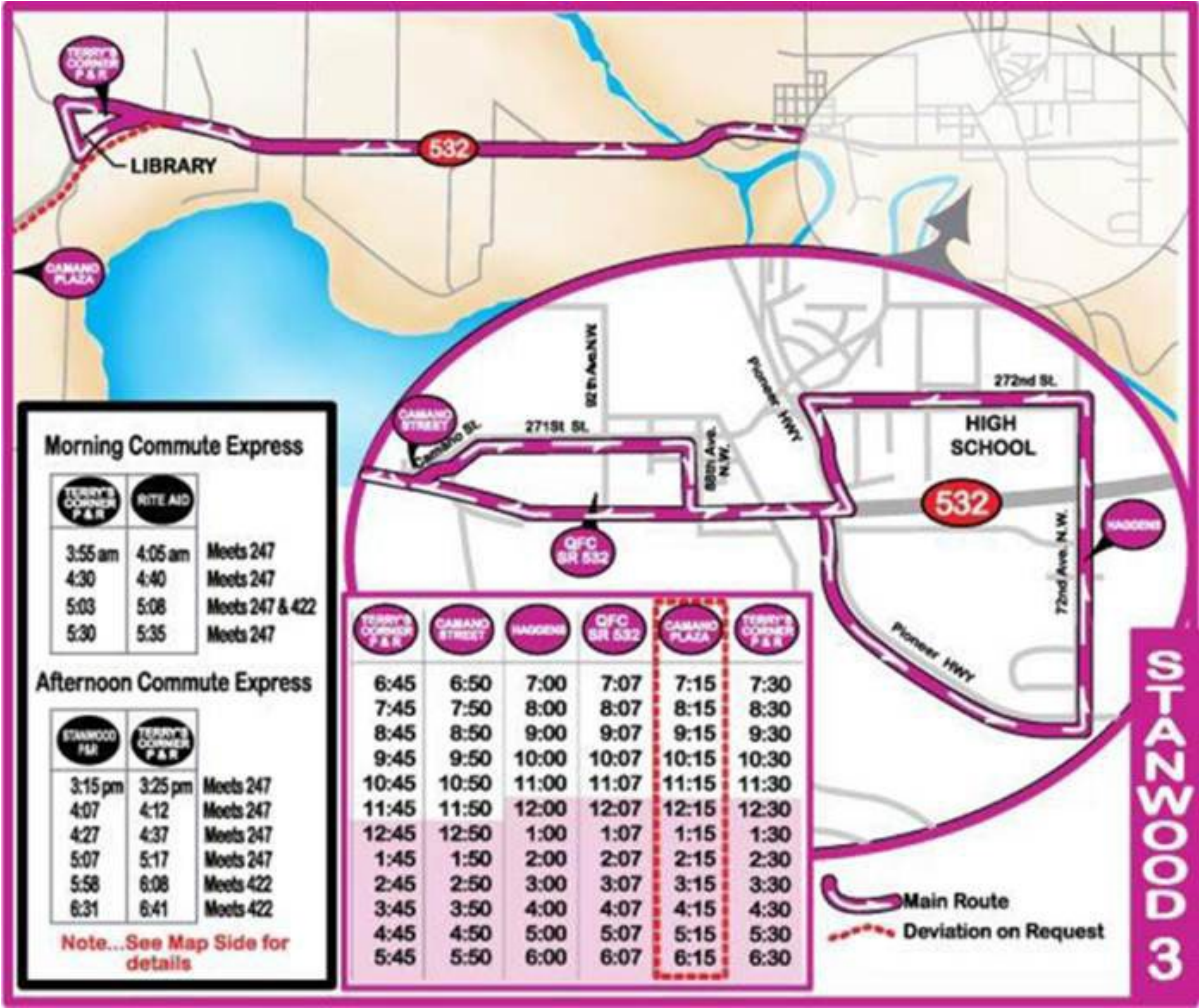 TERRY'S
CORNER
P & R
LIBRARY
532
CAMANO
PLAZA
CAMANO
STREET
Camano St.
271St St.
92th Ave.N.W
88th Ave.
N.W.
Pioneer HWY
272nd St.
HIGH
SCHOOL
532
QFC
SR 532
HAGGENS
72nd Ave. N.W.
Pioneer HWY
Morning Commute Express
TERRY'S CORNER P & R RITE AID
3:55 am 4:05 am Meets 247
4:30 4:40 Meets 247
5:03 5:08 Meets 247 & 422
5:30 5:35 Meets 247
Afternoon Commute Express
STANWOOD P&R TERRY'S CORNER P & R
3:15 pm 3:25 pm Meets 247
4:07 4:12 Meets 247
4:27 4:37 Meets 247
5:07 5:17 Meets 247
5:58 6:08 Meets 422
6:31 6:41 Meets 422
Note...See Map Side for
details
TERRY'S CORNER P & R CAMANO STREET HAGGENS QFC SR 532 CAMANO PLAZA TERRY'S CORNER P & R
6:45 6:50 7:00 7:07 7:15 7:30
7:45 7:50 8:00 8:07 8:15 8:30
8:45 8:50 9:00 9:07 9:15 9:30
9:45 9:50 10:00 10:07 10:15 10:30
10:45 10:50 11:00 11:07 11:15 11:30
11:45 11:50 12:00 12:07 12:15 12:30
12:45 12:50 1:00 1:07 1:15 1:30
1:45 1:50 2:00 2:07 2:15 2:30
2:45 2:50 3:00 3:07 3:15 3:30
3:45 3:50 4:00 4:07 4:15 4:30
4:45 4:50 5:00 5:07 5:15 5:30
5:45 5:50 6:00 6:07 6:15 6:30
Main Route
Deviation on Request
STANWOOD 3